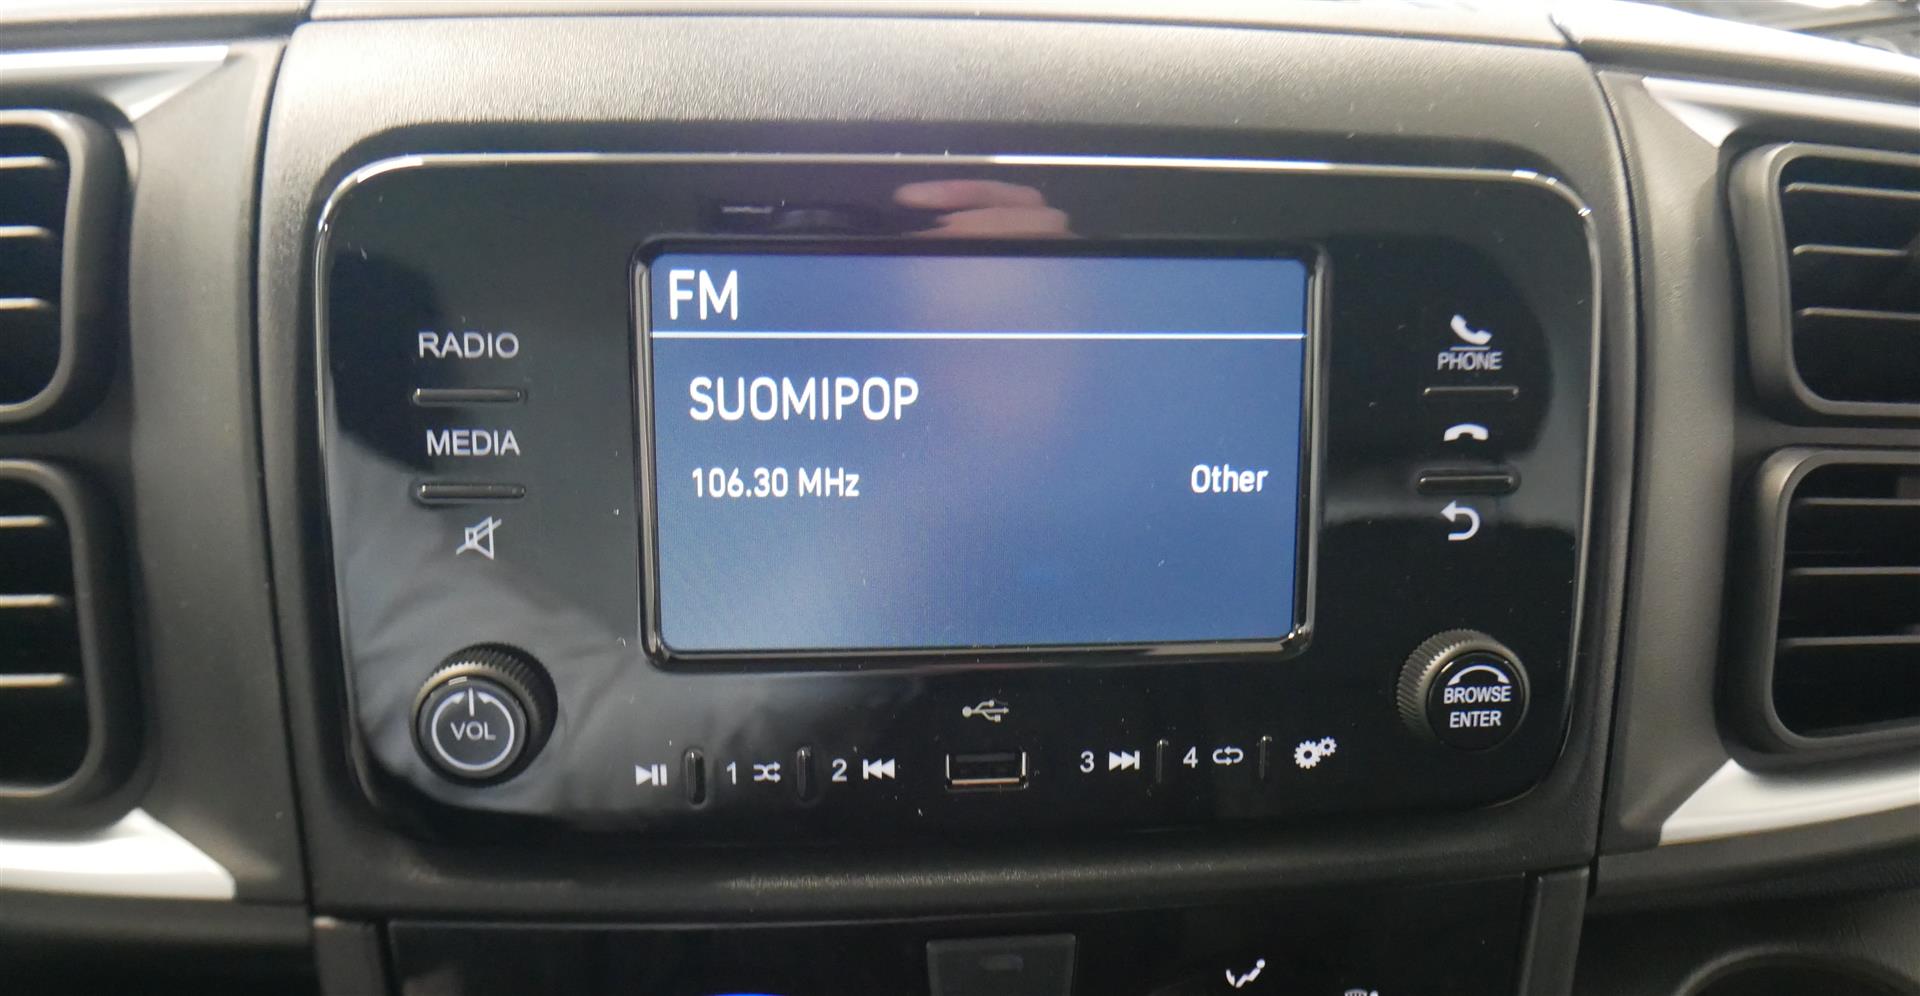 FM
SUOMIPOP
106.30 MHz Other
RADIO
MEDIA
VOL
PHONE
BROWSE
ENTER
1
2
3
4